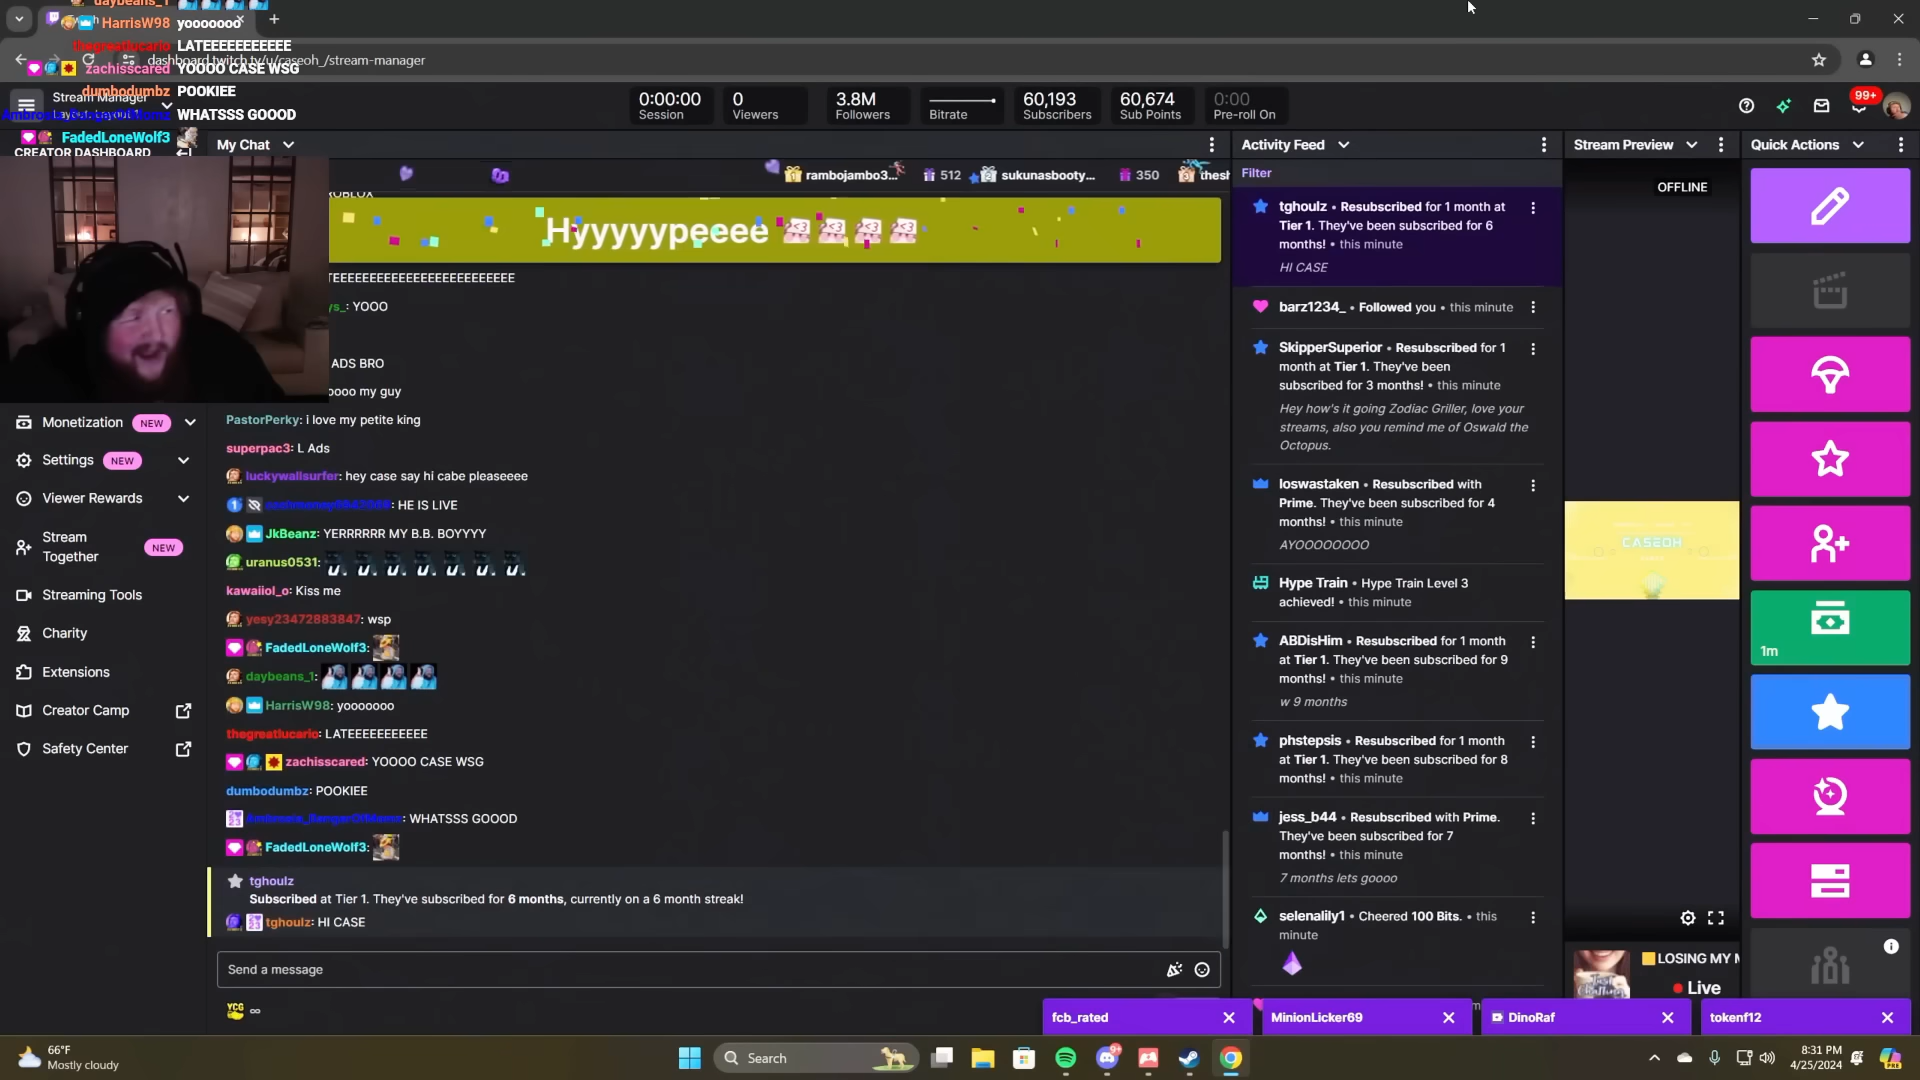 daybeans_1:
HarrisW98 yooooooo
thegreatlucario LATEEEEEEEEEEE
zachisscared YOOOO CASE WSG
dashboard.twitch.tv/u/caseoh_/stream-manager
dumbodumbz POOKIEE
Stream Manager
WHATSSS GOOOD
FadedLoneWolf3
CREATOR DASHBOARD
0:00:00
Session
0
Viewers
3.8M
Followers
Bitrate
60,193
Subscribers
60,674
Sub Points
0:00
Pre-roll On
99+
My Chat
rambojambo3... 512 sukunasbooty... 350
ROBLOX
Hyyyyypeeee
YOOO
ADS BRO
oooo my guy
PastorPerky: i love my petite king
superpac3: L Ads
luckywallsurfer: hey case say hi cabe pleaseeee
HE IS LIVE
JkBeanz: YERRRRRR MY B.B. BOYYYY
uranus0531:
kawaiiol_o: Kiss me
yesy23472883847: wsp
FadedLoneWolf3:
daybeans_1:
HarrisW98: yooooooo
thegreatlucario: LATEEEEEEEEEEE
zachisscared: YOOOO CASE WSG
dumbodumbz: POOKIEE
WHATSSS GOOOD
FadedLoneWolf3:
tghoulz
Subscribed at Tier 1. They've subscribed for 6 months, currently on a 6 month streak!
tghoulz: HI CASE
Send a message
YCG ∞
Monetization NEW
Settings NEW
Viewer Rewards
Stream
Together NEW
Streaming Tools
Charity
Extensions
Creator Camp
Safety Center
Activity Feed
Filter
tghoulz • Resubscribed for 1 month at
Tier 1. They've been subscribed for 6
months! • this minute
HI CASE
barz1234_ • Followed you • this minute
SkipperSuperior • Resubscribed for 1
month at Tier 1. They've been
subscribed for 3 months! • this minute
Hey how's it going Zodiac Griller, love your
streams, also you remind me of Oswald the
Octopus.
loswastaken • Resubscribed with
Prime. They've been subscribed for 4
months! • this minute
AYOOOOOOOO
Hype Train • Hype Train Level 3
achieved! • this minute
ABDisHim • Resubscribed for 1 month
at Tier 1. They've been subscribed for 9
months! • this minute
w 9 months
phstepsis • Resubscribed for 1 month
at Tier 1. They've been subscribed for 8
months! • this minute
jess_b44 • Resubscribed with Prime.
They've been subscribed for 7
months! • this minute
7 months lets goooo
selenalily1 • Cheered 100 Bits. • this
minute
Stream Preview
OFFLINE
CASEOH
LOSING MY M
Live
Just
Chatting
Quick Actions
1m
fcb_rated
MinionLicker69
DinoRaf
tokenf12
66°F
Mostly cloudy
Search
8:31 PM
4/25/2024